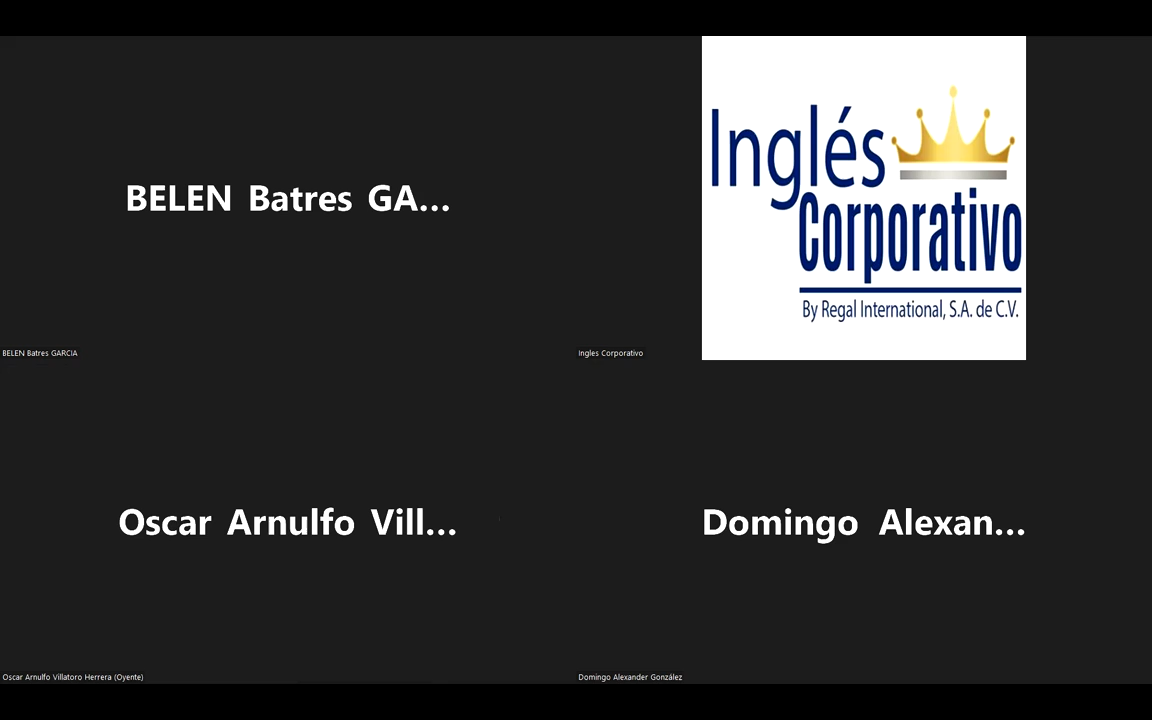 BELEN Batres GA...
BELEN Batres GARCIA
Inglés
Corporativo
By Regal International, S.A. de C.V.
Ingles Corporativo
Oscar Arnulfo Vill...
Oscar Arnulfo Villatoro Herrera (Oyente)
Domingo Alexan...
Domingo Alexander González